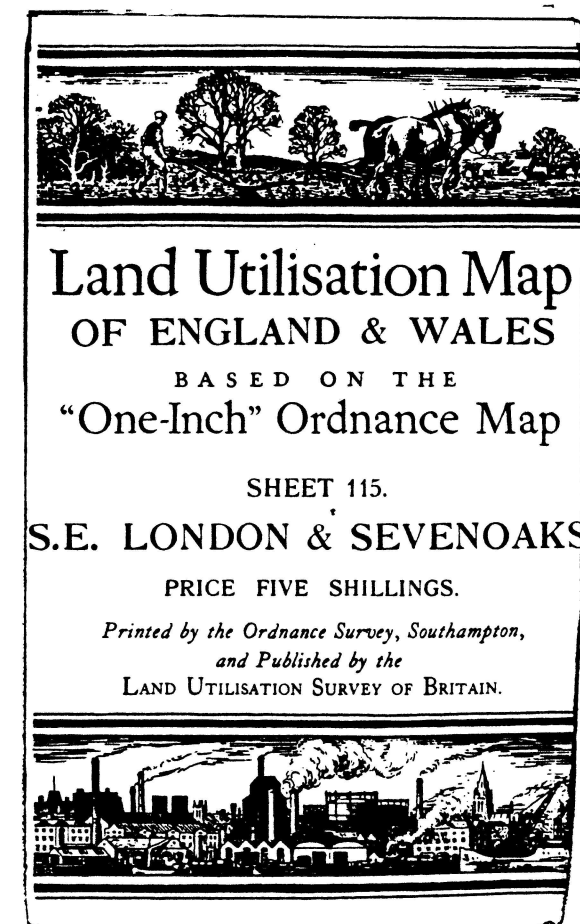 Land Utilisation Map
OF ENGLAND & WALES
BASED ON THE
“One-Inch” Ordnance Map
SHEET 115.
S.E. LONDON & SEVENOAKS
PRICE FIVE SHILLINGS.
Printed by the Ordnance Survey, Southampton,
and Published by the
LAND UTILISATION SURVEY OF BRITAIN.